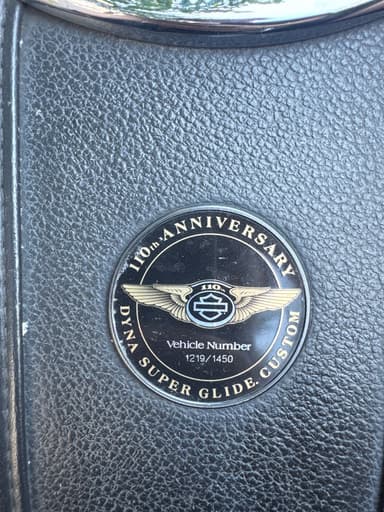 110th ANNIVERSARY
110
Vehicle Number
1219/1450
DYNA SUPER GLIDE. CUSTOM